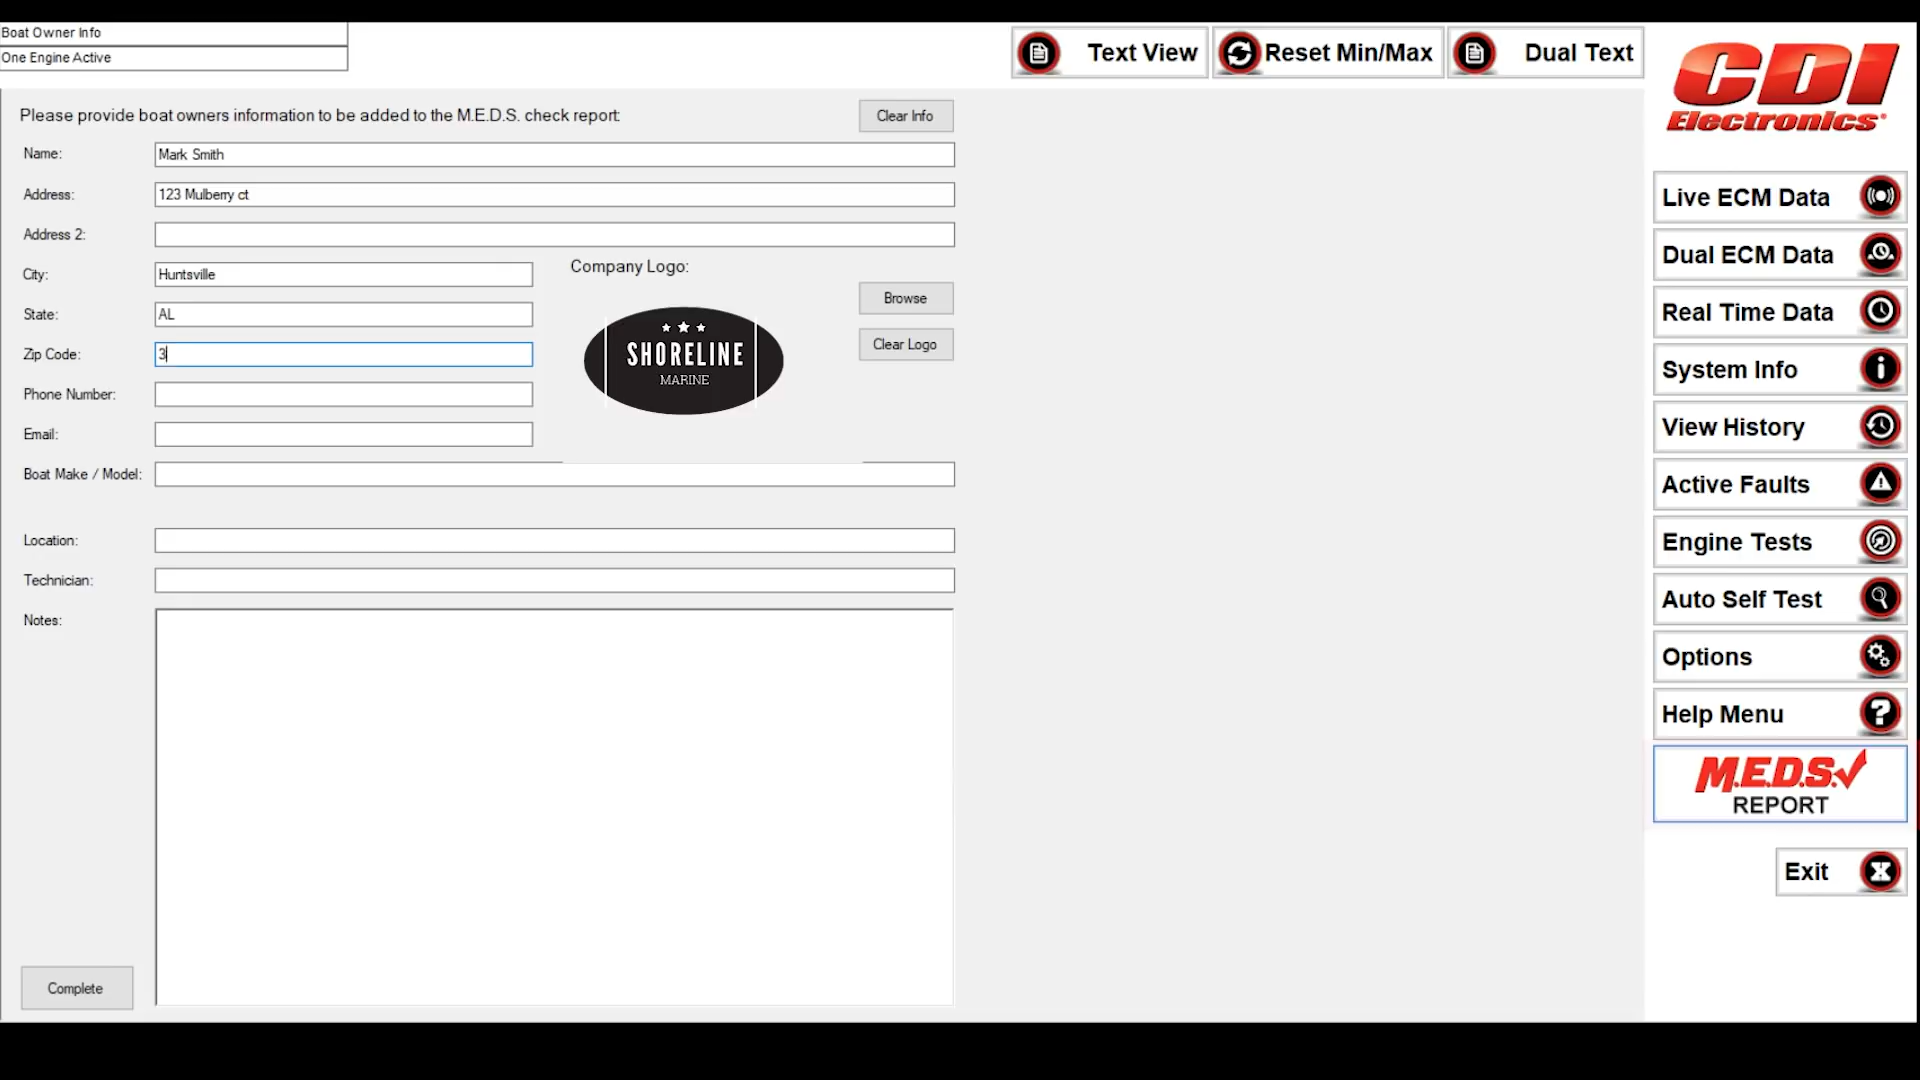 Boat Owner Info
One Engine Active
Text View
Reset Min/Max
Dual Text
CDI
Electronics
Please provide boat owners information to be added to the M.E.D.S. check report:
Clear Info
Name:
Mark Smith
Address:
123 Mulberry ct
Address 2:
City:
Huntsville
State:
AL
Zip Code:
3
Phone Number:
Email:
Boat Make / Model:
Company Logo:
Browse
Clear Logo
SHORELINE
MARINE
Location:
Technician:
Notes:
Complete
Live ECM Data
Dual ECM Data
Real Time Data
System Info
View History
Active Faults
Engine Tests
Auto Self Test
Options
Help Menu
M.E.D.S.
REPORT
Exit